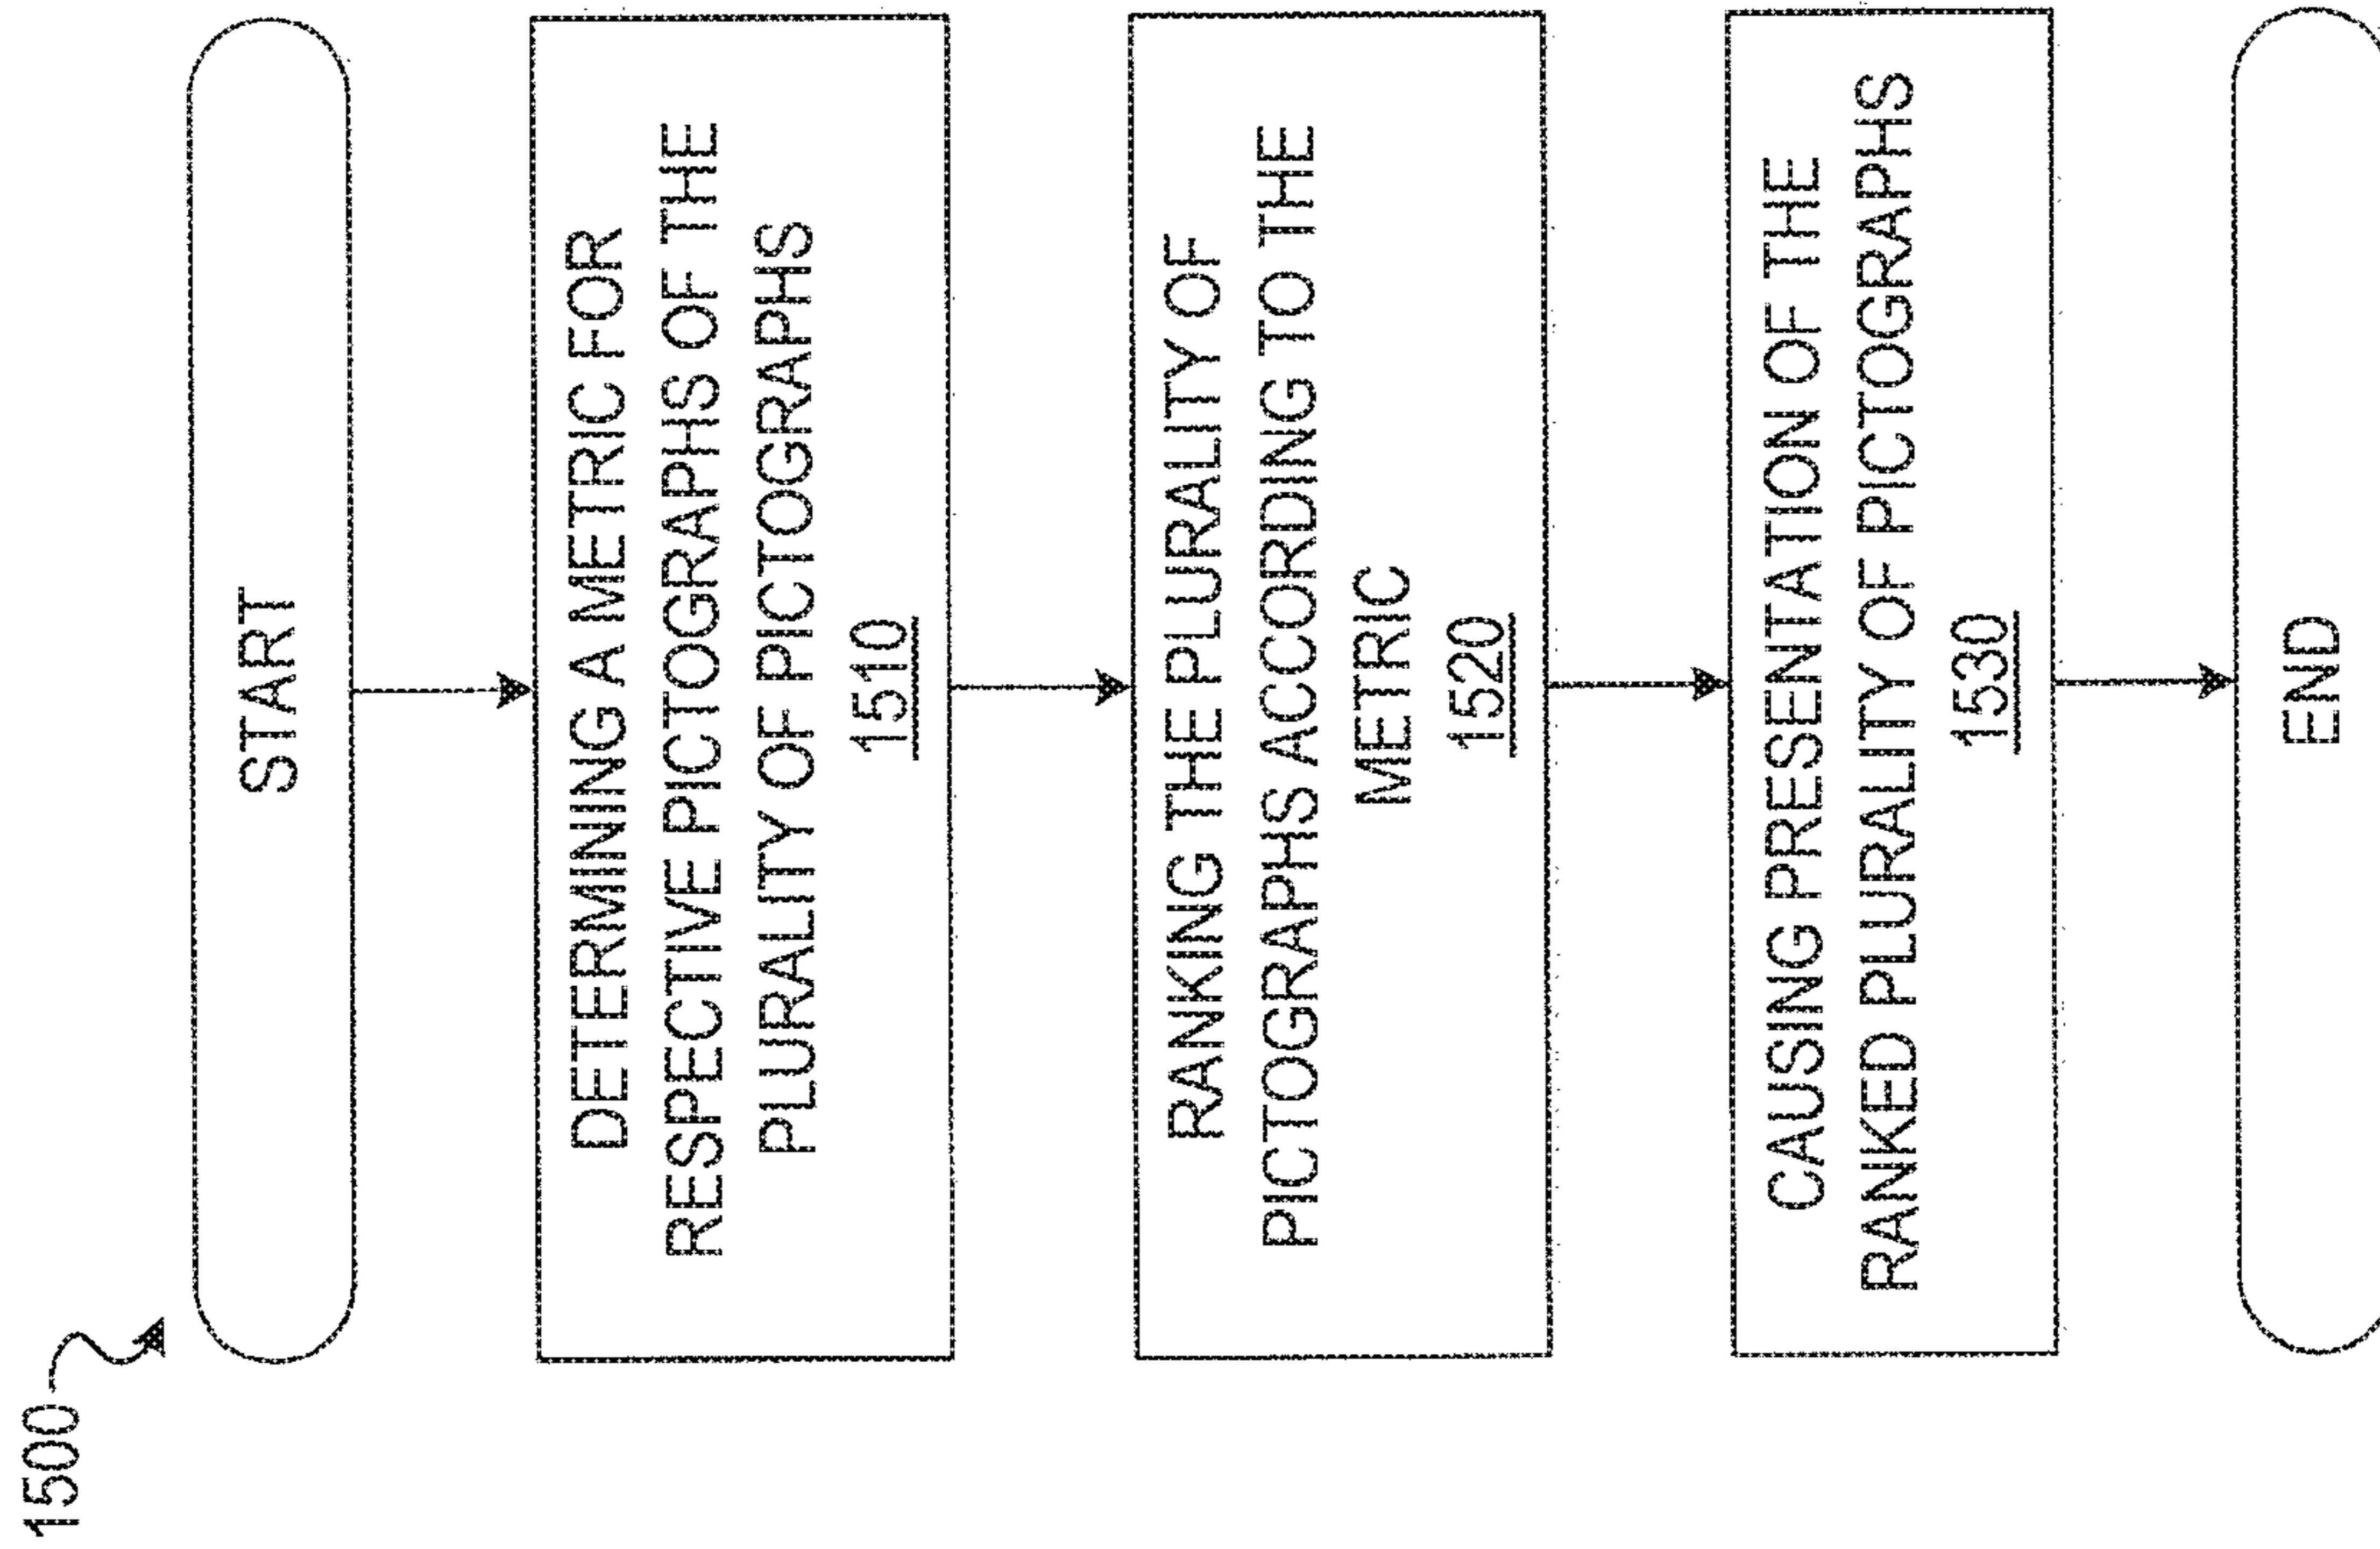 1500
START
DETERMINING A METRIC FOR
RESPECTIVE PICTOGRAPHS OF THE
PLURALITY OF PICTOGRAPHS
1510
RANKING THE PLURALITY OF
PICTOGRAPHS ACCORDING TO THE
METRIC
1520
CAUSING PRESENTATION OF THE
RANKED PLURALITY OF PICTOGRAPHS
1530
END